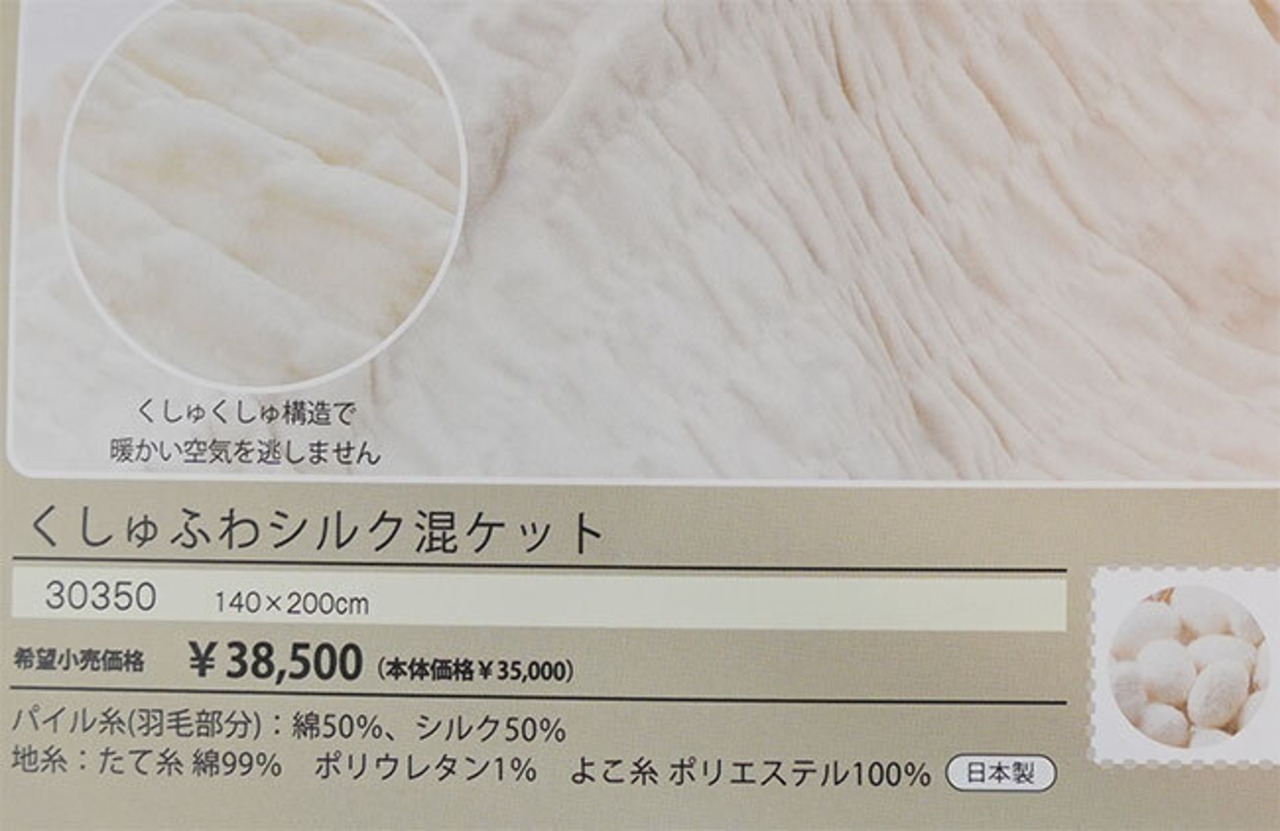 くしゅくしゅ構造で
暖かい空気を逃しません
くしゅふわシルク混ケット
30350 140×200cm
希望小売価格 ¥38,500（本体価格¥35,000）
パイル糸(羽毛部分)：綿50%、シルク50%
地糸：たて糸 綿99% ポリウレタン1% よこ糸 ポリエステル100% 日本製